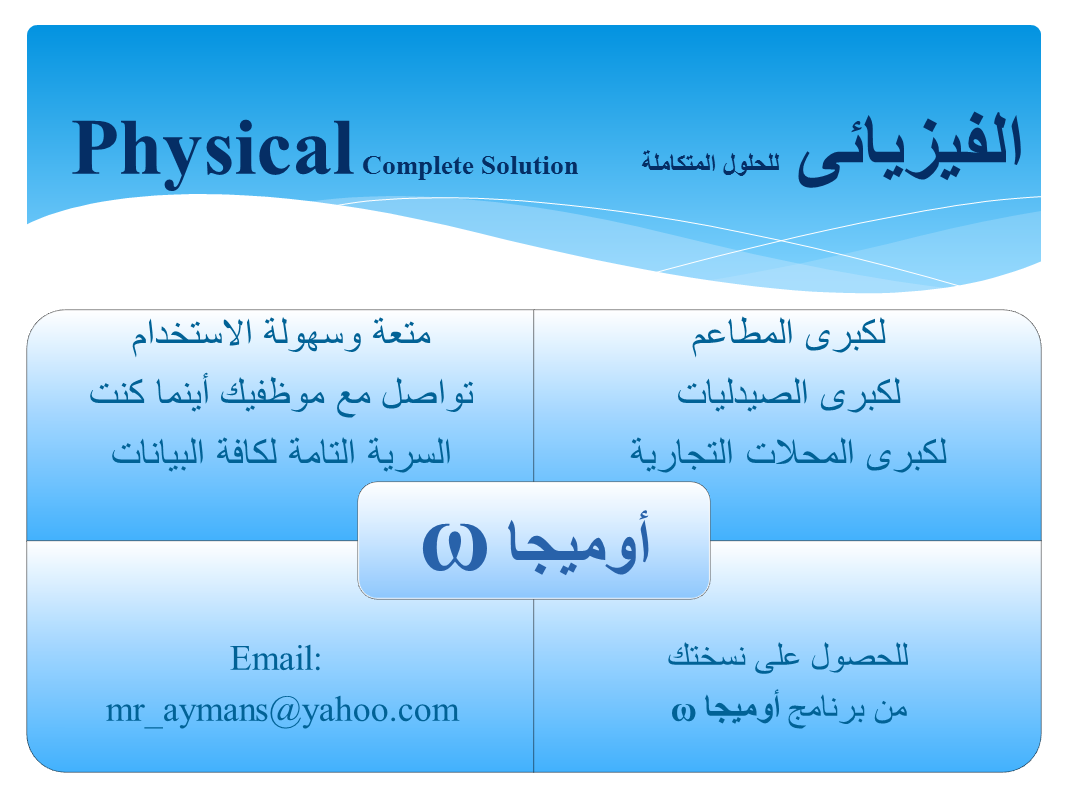 الفيزيائى للحلول المتكاملة
Physical Complete Solution
لكبرى المطاعم
لكبرى الصيدليات
لكبرى المحلات التجارية
متعة وسهولة الاستخدام
تواصل مع موظفيك أينما كنت
السرية التامة لكافة البيانات
أوميجا ω
للحصول على نسختك
من برنامج أوميجا ω
Email:
mr_aymans@yahoo.com